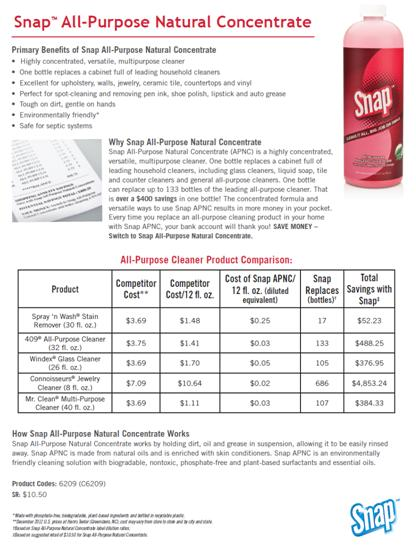 Snap™ All-Purpose Natural Concentrate
Primary Benefits of Snap All-Purpose Natural Concentrate
• Highly concentrated, versatile, multipurpose cleaner
• One bottle replaces a cabinet full of leading household cleaners
• Excellent for upholstery, walls, jewelry, ceramic tile, countertops and vinyl
• Perfect for spot-cleaning and removing pen ink, shoe polish, lipstick and auto grease
• Tough on dirt, gentle on hands
• Environmentally friendly*
• Safe for septic systems
Snap
Why Snap All-Purpose Natural Concentrate
Snap All-Purpose Natural Concentrate (APNC) is a highly concentrated,
versatile, multipurpose cleaner. One bottle replaces a cabinet full of
leading household cleaners, including glass cleaners, liquid soap, tile
and counter cleaners and general all-purpose cleaners. One bottle
can replace up to 133 bottles of the leading all-purpose cleaner. That
is over a $400 savings in one bottle! The concentrated formula and
versatile ways to use Snap APNC results in more money in your pocket.
Every time you replace an all-purpose cleaning product in your home
with Snap APNC, your bank account will thank you! SAVE MONEY –
Switch to Snap All-Purpose Natural Concentrate.
All-Purpose Cleaner Product Comparison:
Product Competitor Cost** Competitor Cost/12 fl. oz. Cost of Snap APNC/ 12 fl. oz. (diluted equivalent) Snap Replaces (bottles)† Total Savings with Snap‡
Spray 'n Wash® Stain Remover (30 fl. oz.) $3.69 $1.48 $0.25 17 $52.23
409® All-Purpose Cleaner (32 fl. oz.) $3.75 $1.41 $0.03 133 $488.25
Windex® Glass Cleaner (26 fl. oz.) $3.69 $1.70 $0.05 105 $376.95
Connoisseurs® Jewelry Cleaner (8 fl. oz.) $7.09 $10.64 $0.02 686 $4,853.24
Mr. Clean® Multi-Purpose Cleaner (40 fl. oz.) $3.69 $1.11 $0.03 107 $384.33
How Snap All-Purpose Natural Concentrate Works
Snap All-Purpose Natural Concentrate works by holding dirt, oil and grease in suspension, allowing it to be easily rinsed
away. Snap APNC is made from natural oils and is enriched with skin conditioners. Snap APNC is an environmentally
friendly cleaning solution with biogradable, nontoxic, phosphate-free and plant-based surfactants and essential oils.
Product Codes: 6209 (C6209)
SR: $10.50
*Made with phosphate-free, biodegradable, plant-based ingredients and bottled in recyclable plastic.
**December 2012 U.S. prices at Harris Teeter (Greensboro, NC); cost may vary from store to store and by city and state.
†Based on Snap All-Purpose Natural Concentrate label dilution ratios.
‡Based on suggested retail of $10.50 for Snap All-Purpose Natural Concentrate.
Snap™